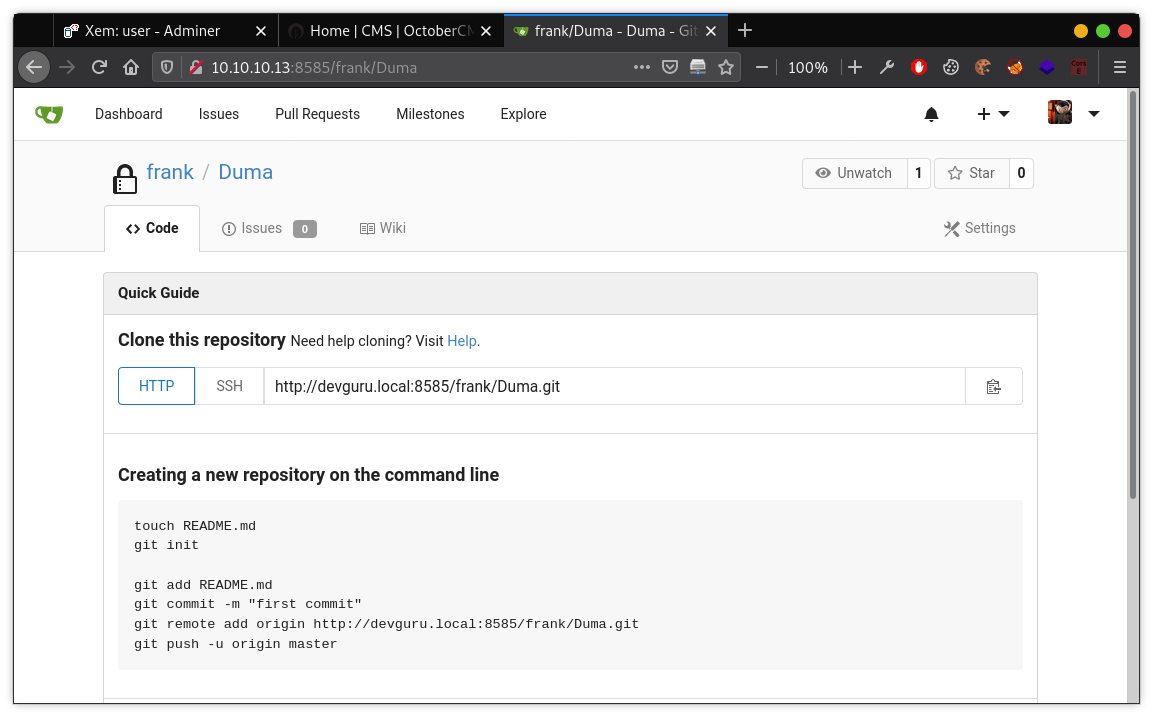 Xem: user - Adminer
Home | CMS | OctoberCM
frank/Duma - Duma - Git
10.10.10.13:8585/frank/Duma
100%
Dashboard Issues Pull Requests Milestones Explore
frank / Duma
Unwatch 1 Star 0
Code Issues 0 Wiki Settings
Quick Guide
Clone this repository Need help cloning? Visit Help.
HTTP SSH http://devguru.local:8585/frank/Duma.git
Creating a new repository on the command line
touch README.md
git init
git add README.md
git commit -m "first commit"
git remote add origin http://devguru.local:8585/frank/Duma.git
git push -u origin master